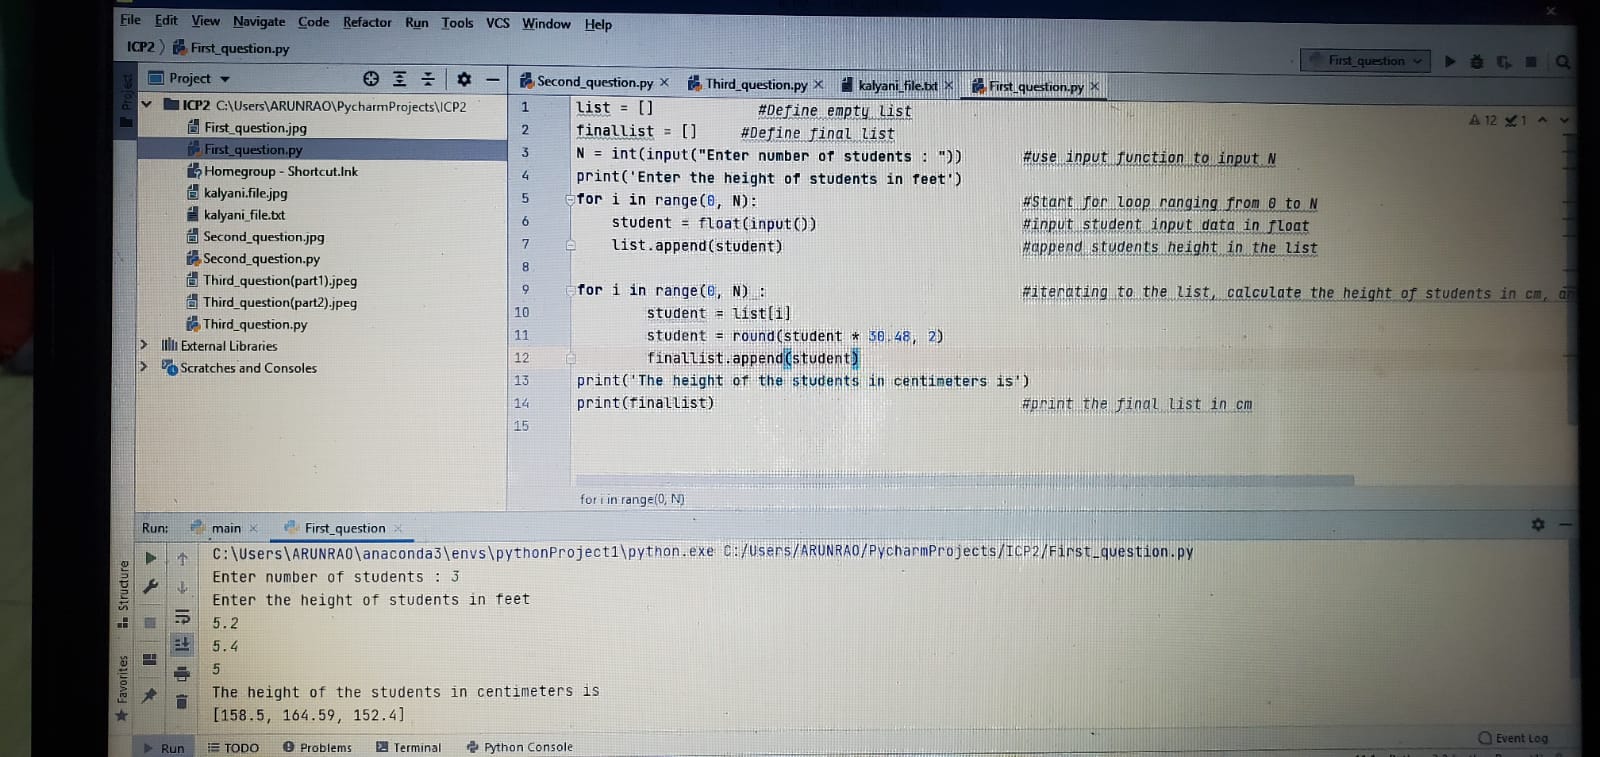 File Edit View Navigate Code Refactor Run Tools VCS Window Help
ICP2 First_question.py
First_question
Project
Project
Second_question.py Third_question.py kalyani_file.txt First_question.py
ICP2 C:\Users\ARUNRAO\PycharmProjects\ICP2
First_question.jpg
First_question.py
Homegroup - Shortcut.lnk
kalyani.file.jpg
kalyani_file.txt
Second_question.jpg
Second_question.py
Third_question(part1).jpeg
Third_question(part2).jpeg
Third_question.py
External Libraries
Scratches and Consoles
12 1
1 list = [] #Define empty list
2 finallist = [] #Define final list
3 N = int(input("Enter number of students : ")) #use input function to input N
4 print('Enter the height of students in feet')
5 for i in range(0, N): #Start for loop ranging from 0 to N
6 student = float(input()) #input student input data in float
7 list.append(student) #append students height in the list
8
9 for i in range(0, N) : #iterating to the list, calculate the height of students in cm,
10 student = list[i]
11 student = round(student * 30.48, 2)
12 finallist.append(student)
13 print('The height of the students in centimeters is')
14 print(finallist) #print the final list in cm
15
for i in range(0, N)
Run: main First_question
C:\Users\ARUNRAO\anaconda3\envs\pythonProject1\python.exe C:/Users/ARUNRAO/PycharmProjects/ICP2/First_question.py
Enter number of students : 3
Enter the height of students in feet
5.2
5.4
5
The height of the students in centimeters is
[158.5, 164.59, 152.4]
Structure
Favorites
Run TODO Problems Terminal Python Console
Event Log